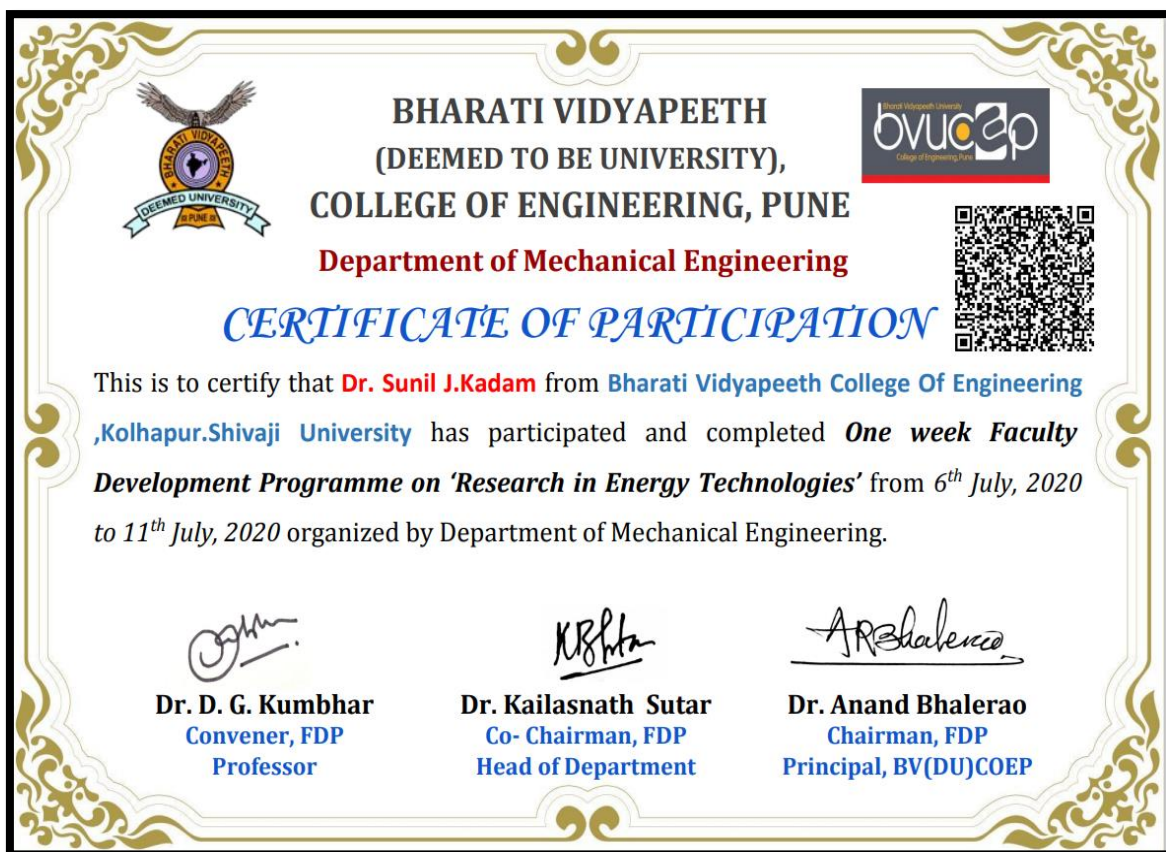 BHARATI VIDYAPEETH
(DEEMED TO BE UNIVERSITY),
COLLEGE OF ENGINEERING, PUNE
BHARATI VIDYAPEETH
DEEMED UNIVERSITY
PUNE
Bharati Vidyapeeth University
bvucoep
College of Engineering, Pune
Department of Mechanical Engineering
CERTIFICATE OF PARTICIPATION
This is to certify that Dr. Sunil J.Kadam from Bharati Vidyapeeth College Of Engineering
,Kolhapur.Shivaji University has participated and completed One week Faculty
Development Programme on ‘Research in Energy Technologies’ from 6th July, 2020
to 11th July, 2020 organized by Department of Mechanical Engineering.
ARBhalerao
Dr. D. G. Kumbhar
Convener, FDP
Professor
Dr. Kailasnath Sutar
Co- Chairman, FDP
Head of Department
Dr. Anand Bhalerao
Chairman, FDP
Principal, BV(DU)COEP